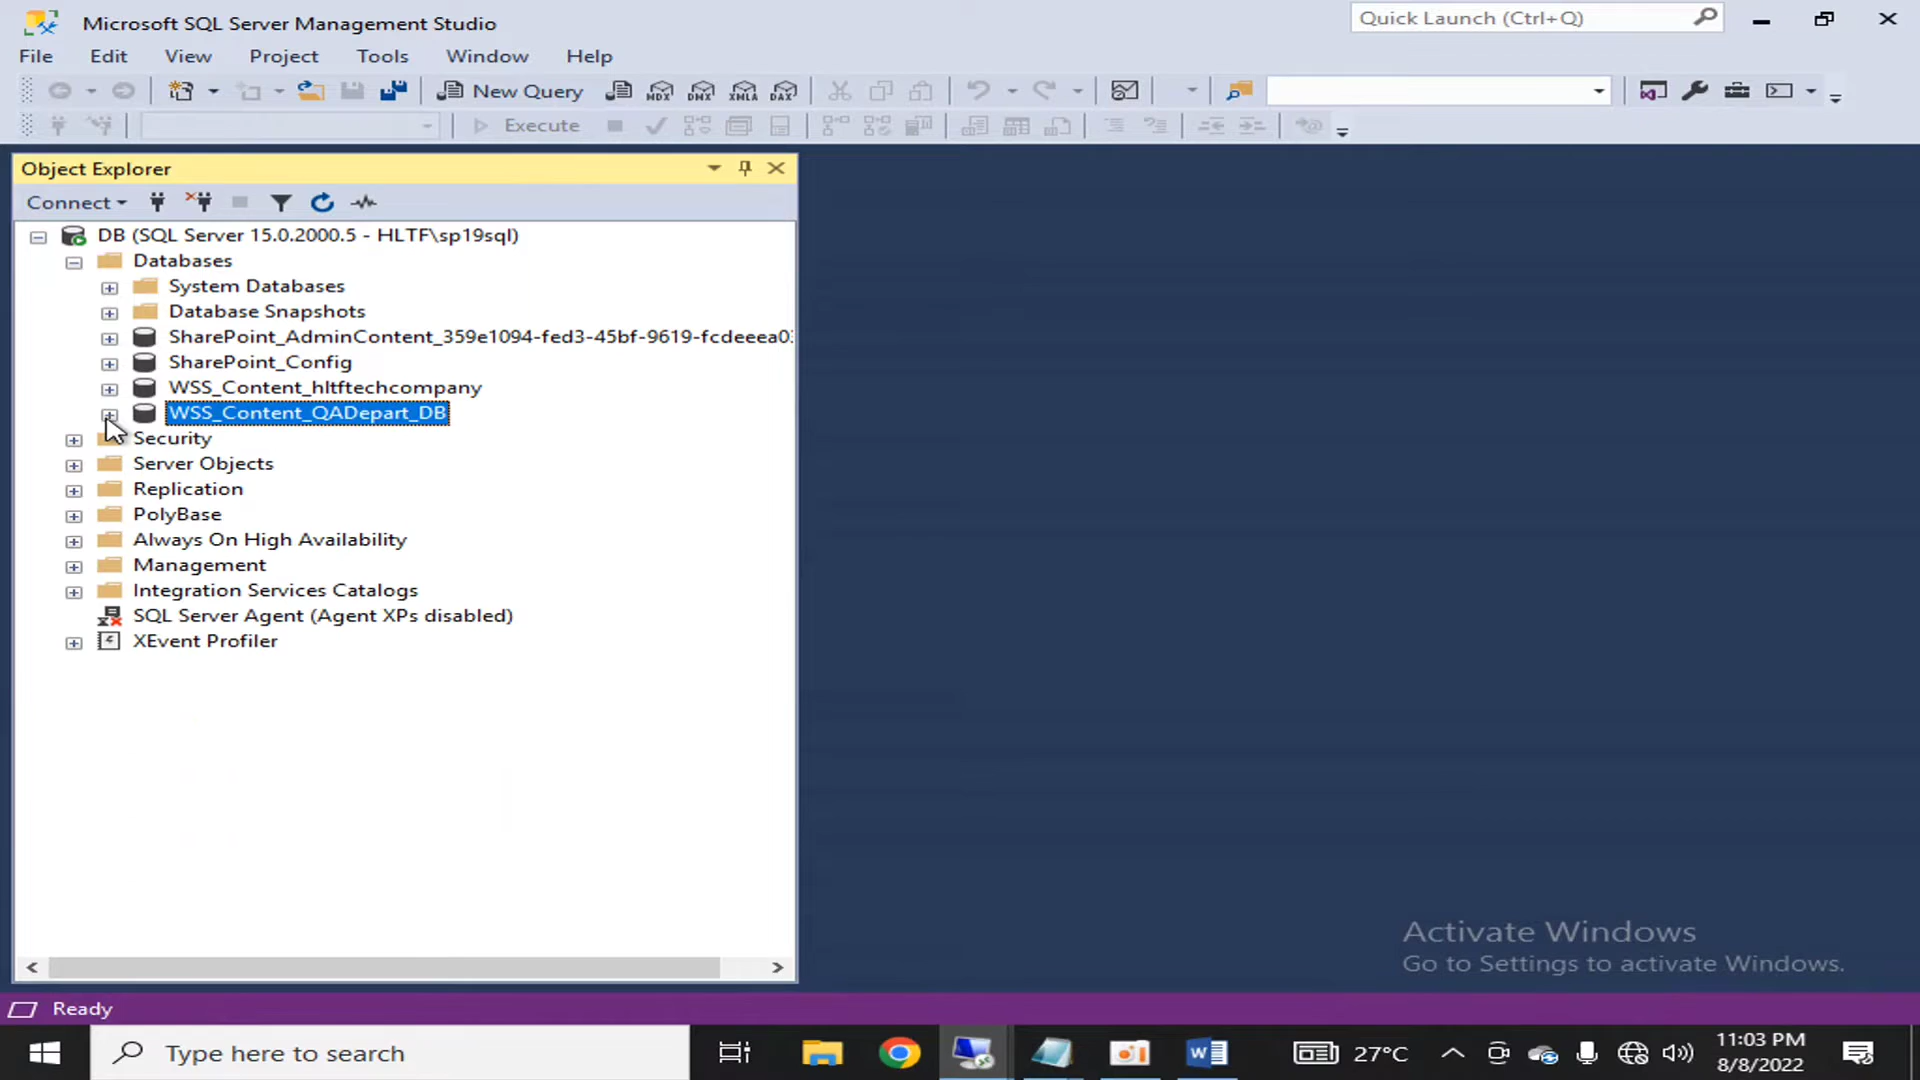 Microsoft SQL Server Management Studio
Quick Launch (Ctrl+Q)
File Edit View Project Tools Window Help
New Query MDX DMX XMLA DAX
Execute
Object Explorer
Connect
DB (SQL Server 15.0.2000.5 - HLTF\sp19sql)
Databases
System Databases
Database Snapshots
SharePoint_AdminContent_359e1094-fed3-45bf-9619-fcdeeea0
SharePoint_Config
WSS_Content_hltftechcompany
WSS_Content_QADepart_DB
Security
Server Objects
Replication
PolyBase
Always On High Availability
Management
Integration Services Catalogs
SQL Server Agent (Agent XPs disabled)
XEvent Profiler
Activate Windows
Go to Settings to activate Windows.
Ready
Type here to search
27°C
11:03 PM
8/8/2022